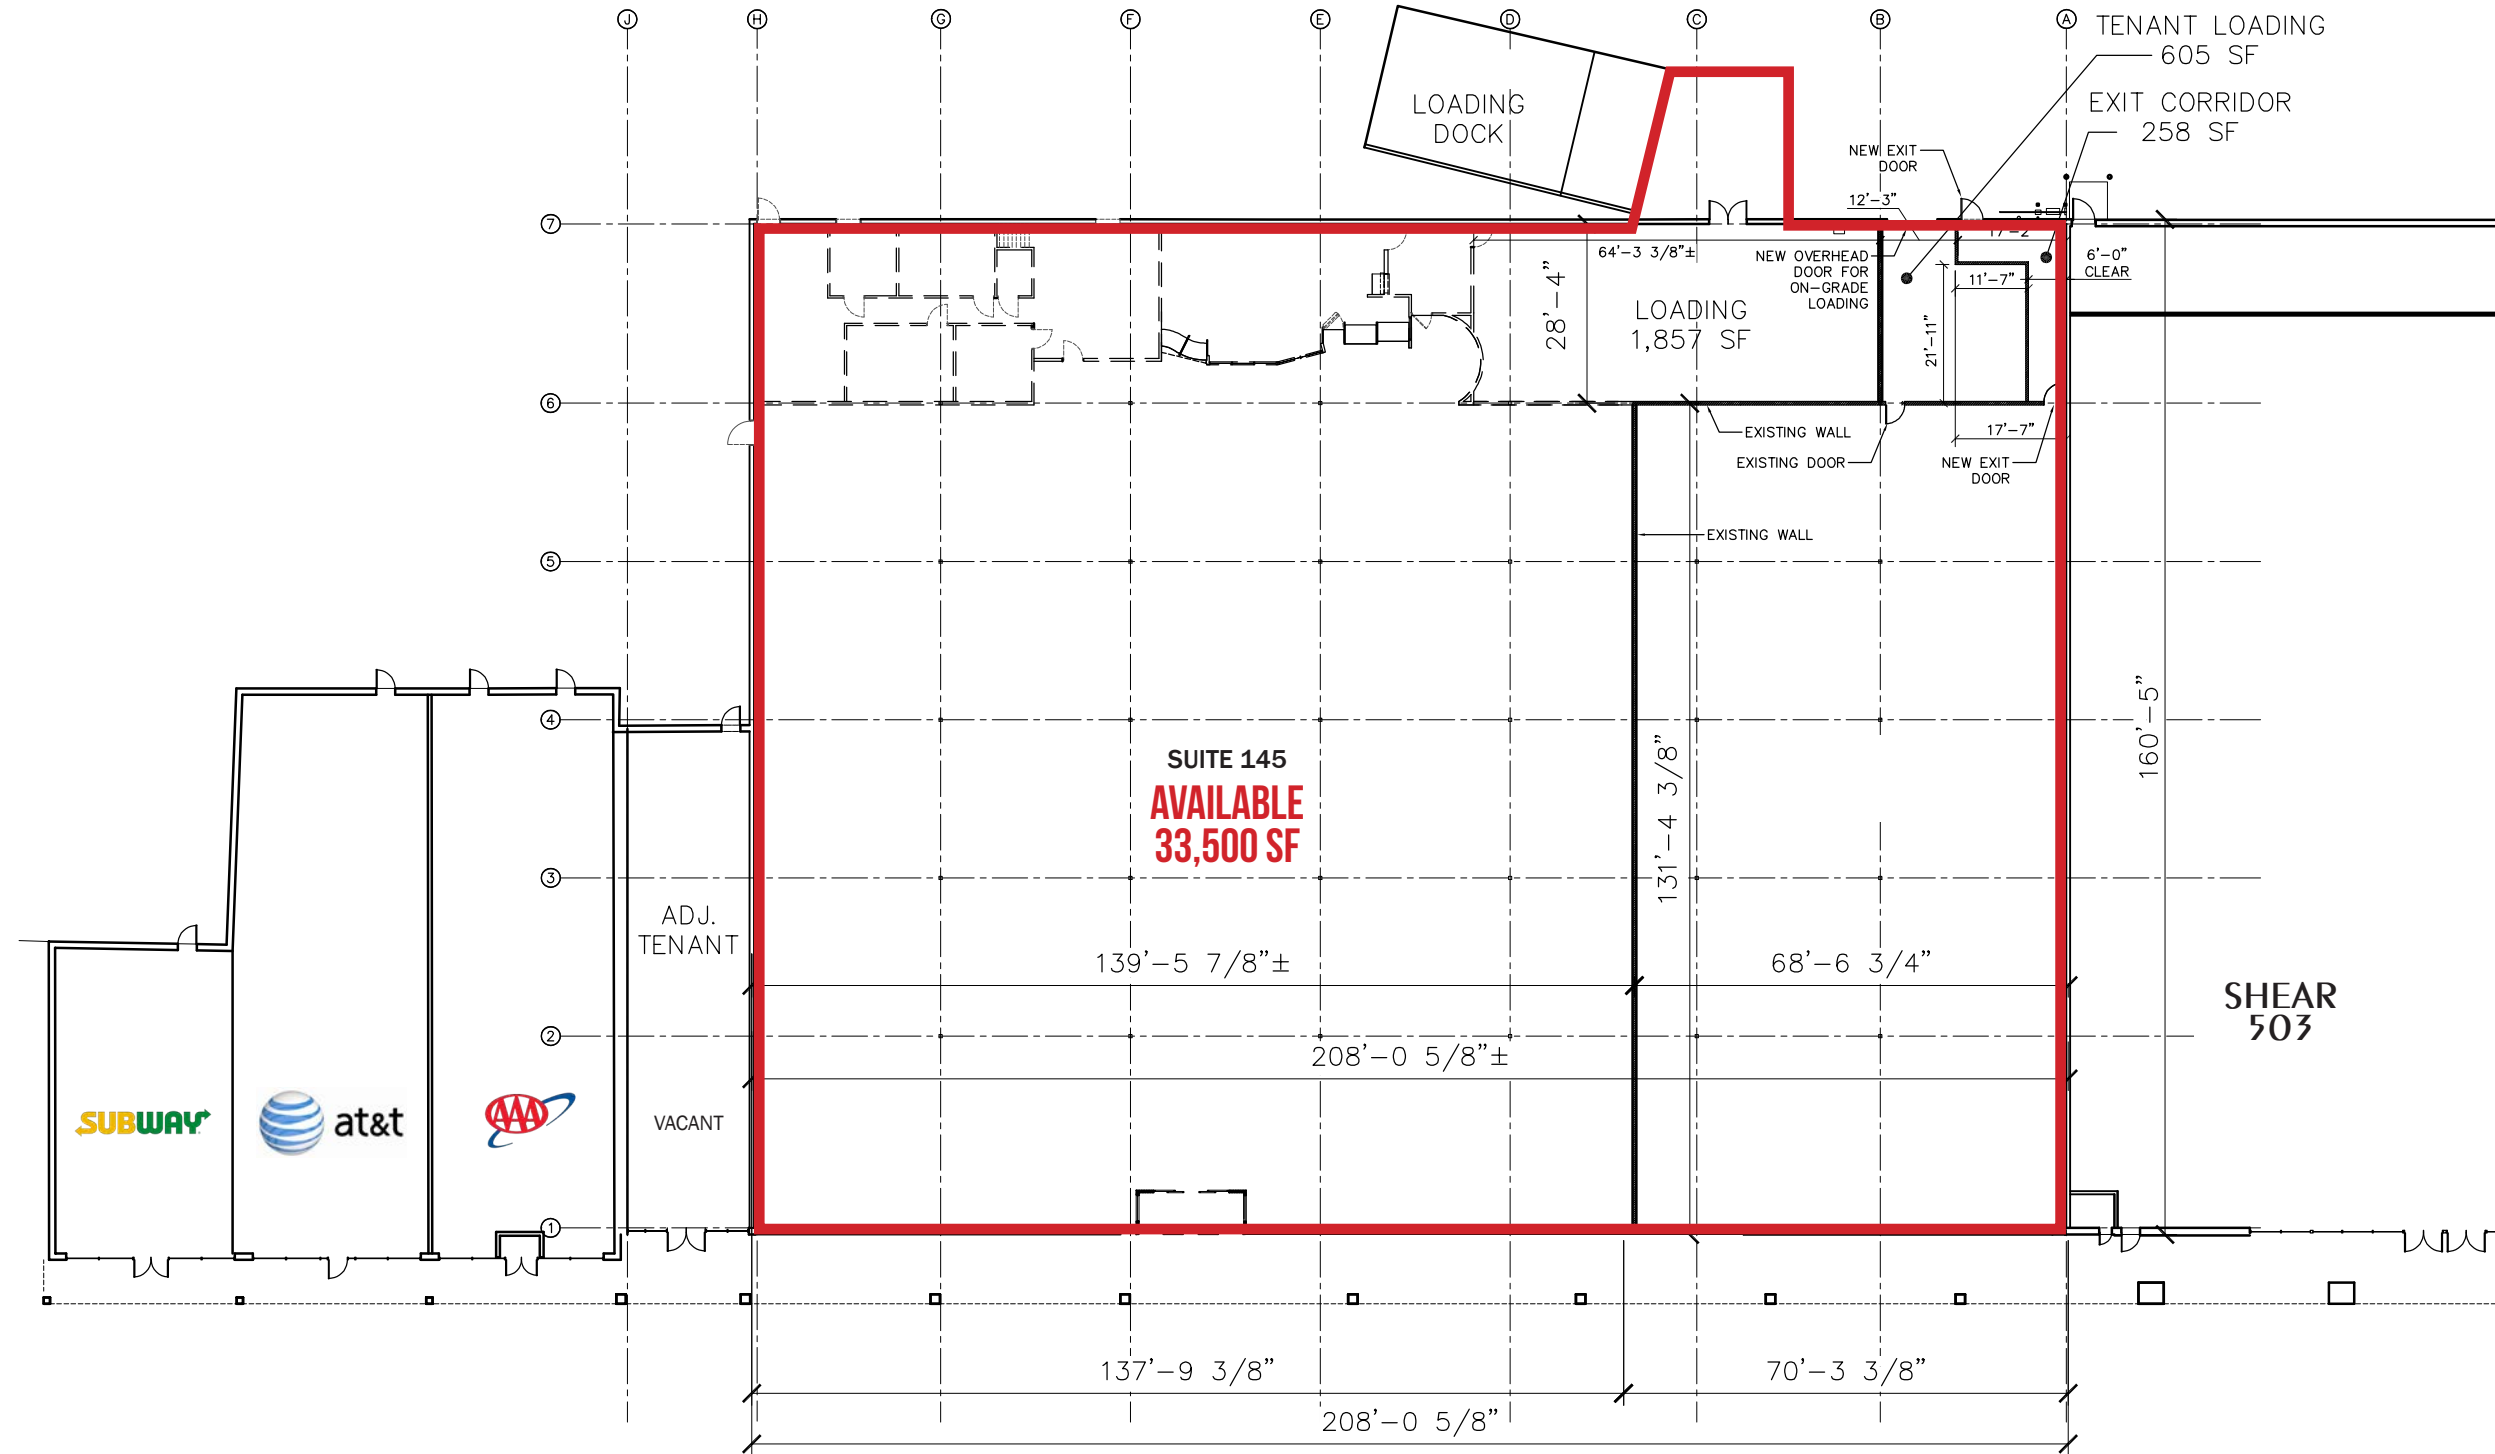 J
H
G
F
E
D
C
B
A
TENANT LOADING
605 SF
EXIT CORRIDOR
258 SF
LOADING
DOCK
NEW EXIT
DOOR
12'-3"
7
17'-2"
64'-3 3/8"±
NEW OVERHEAD
DOOR FOR
ON-GRADE
LOADING
6'-0"
CLEAR
11'-7"
28'-4"
LOADING
1,857 SF
21'-11"
6
EXISTING WALL
17'-7"
EXISTING DOOR
NEW EXIT
DOOR
EXISTING WALL
5
4
160'-5"
SUITE 145
AVAILABLE
33,500 SF
131'-4 3/8"
3
ADJ.
TENANT
139'-5 7/8"±
68'-6 3/4"
SHEAR
503
2
208'-0 5/8"±
SUBWAY
at&t
AAA
VACANT
1
137'-9 3/8"
70'-3 3/8"
208'-0 5/8"